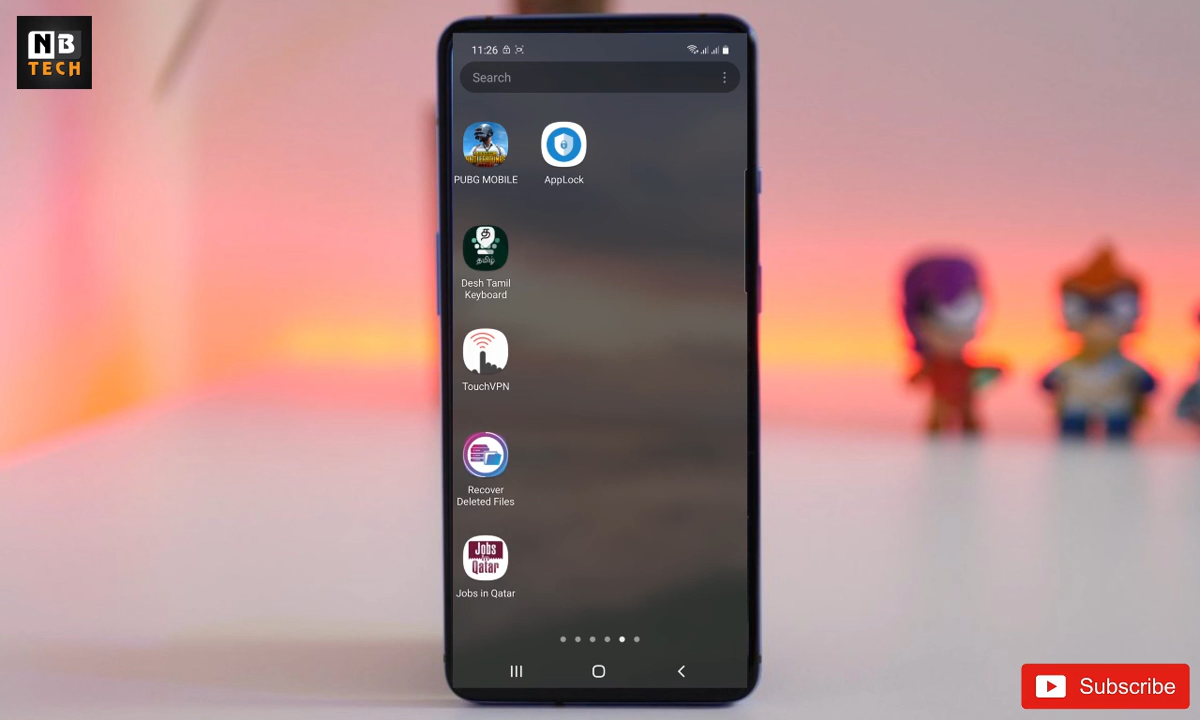 NB
TECH
11:26
Search
PUBG MOBILE
AppLock
த
தமிழ்
Desh Tamil
Keyboard
TouchVPN
Recover
Deleted Files
Jobs
Qatar
Jobs in Qatar
Subscribe